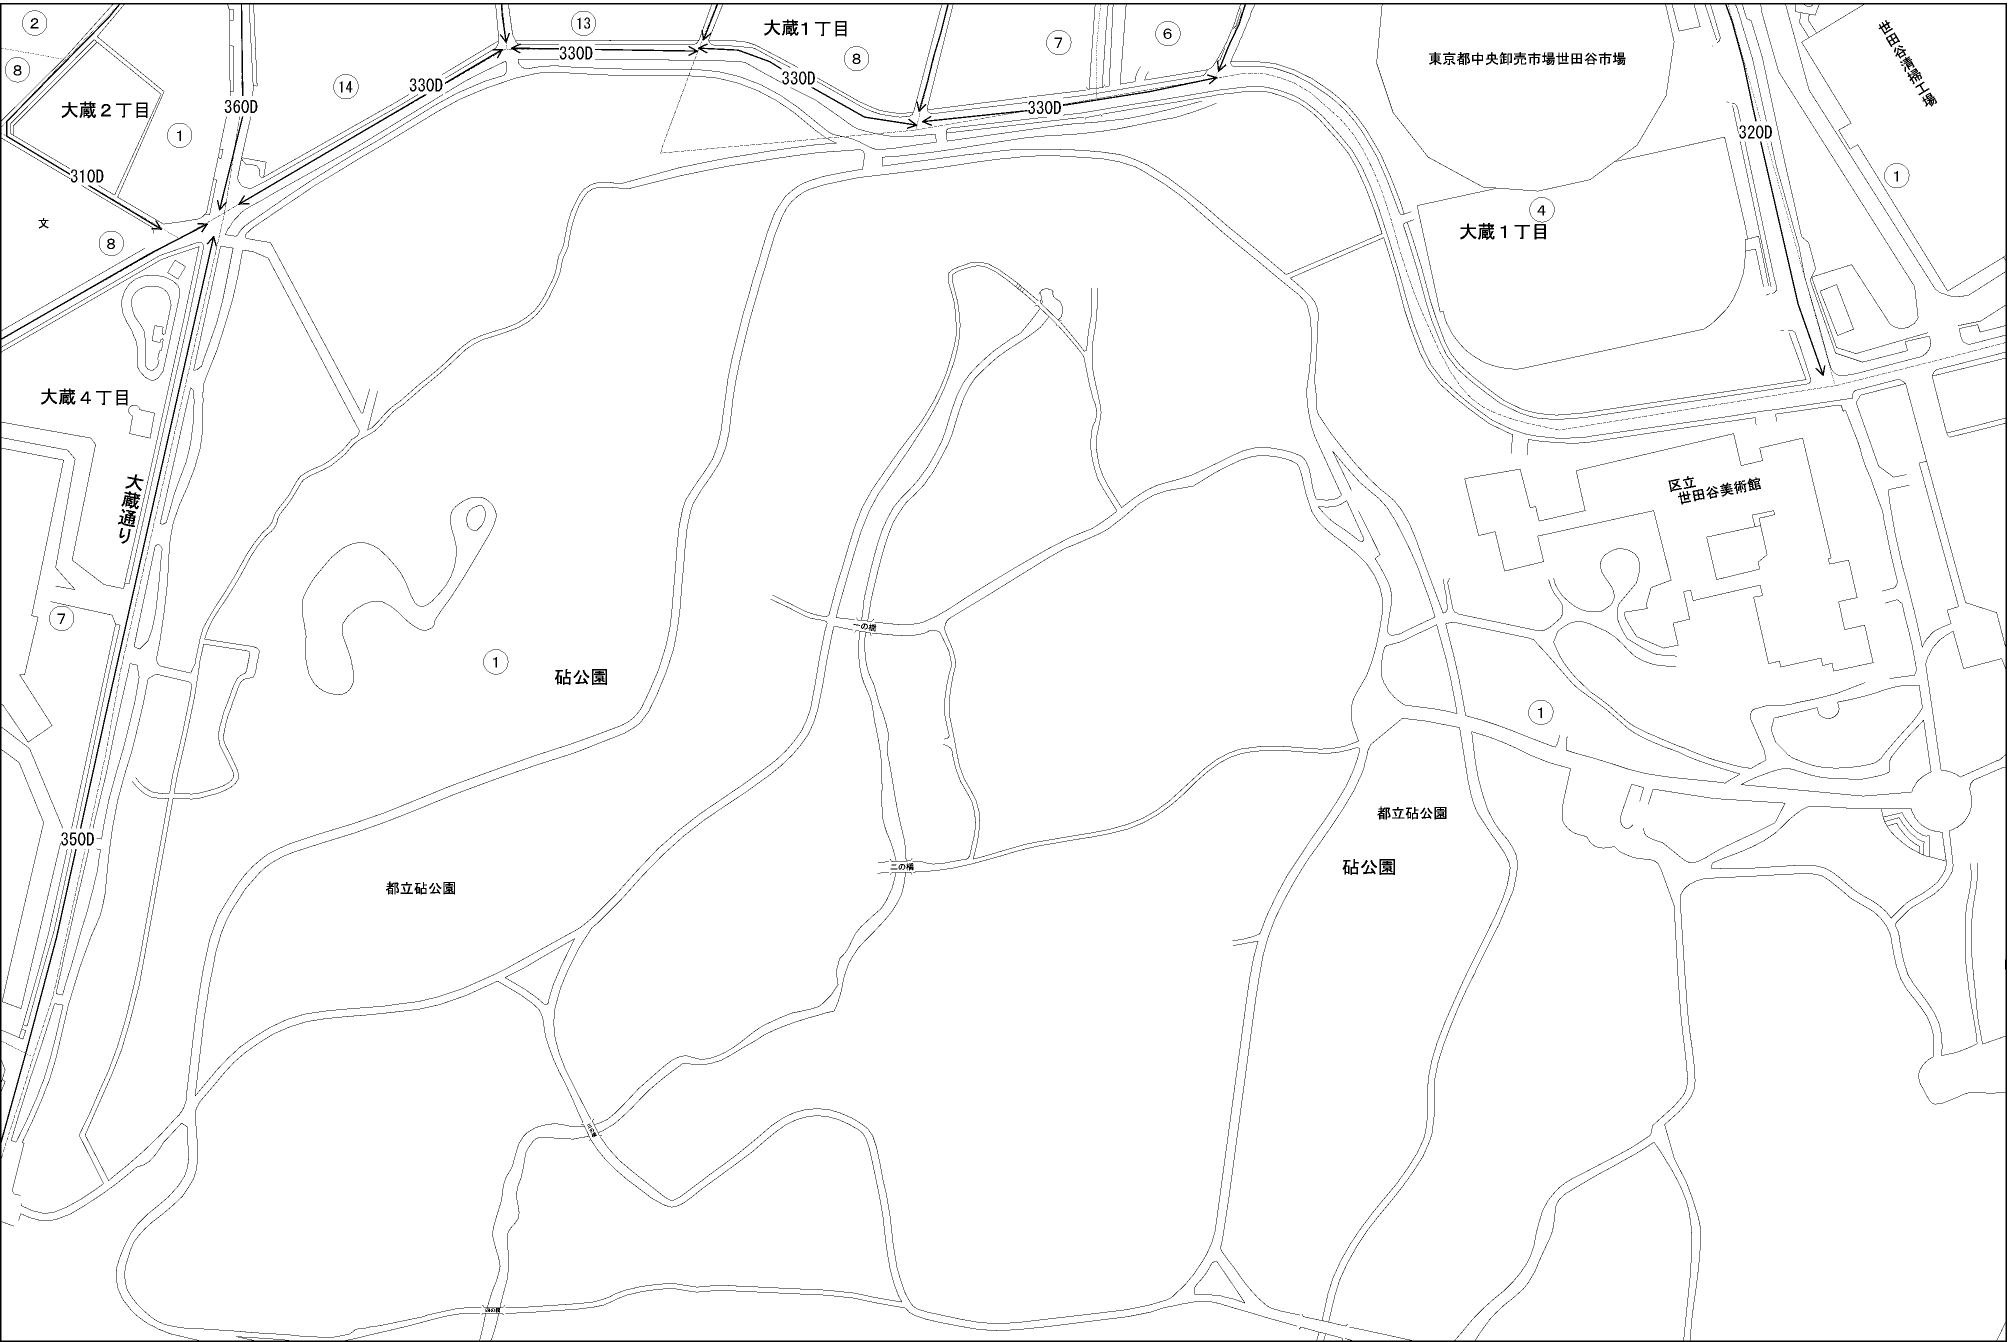 ②
⑬
大蔵１丁目
⑧
⑦
⑥
東京都中央卸売市場世田谷市場
世田谷清掃工場
⑧
⑭
330D
330D
330D
330D
360D
大蔵２丁目
①
320D
310D
①
文
⑧
④
大蔵１丁目
大蔵４丁目
大蔵通り
区立
世田谷美術館
⑦
一の橋
①
砧公園
①
都立砧公園
350D
二の橋
砧公園
都立砧公園